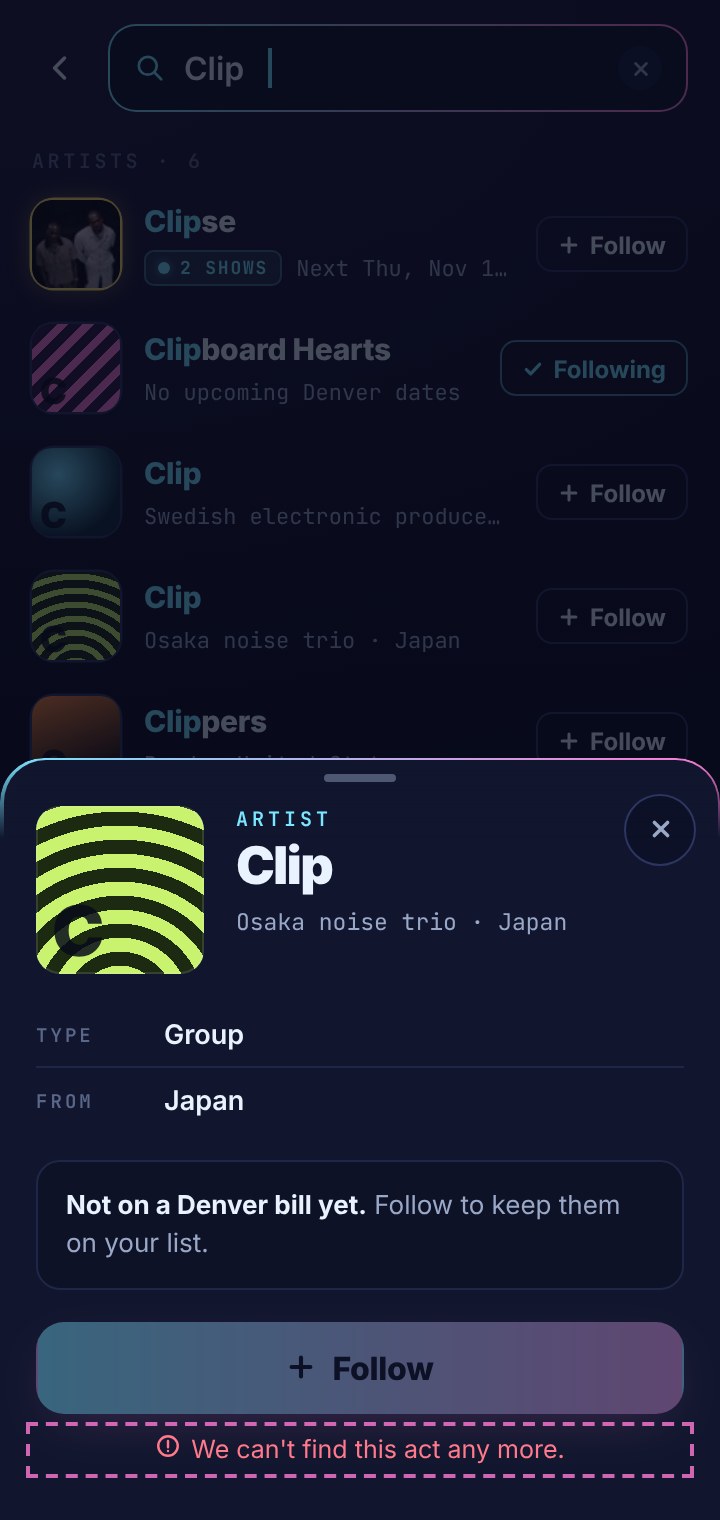 Clip
ARTISTS · 6
Clipse
+ Follow
2 SHOWS Next Thu, Nov 1…
Clipboard Hearts
Following
No upcoming Denver dates
C
Clip
+ Follow
Swedish electronic produce…
C
Clip
+ Follow
Osaka noise trio · Japan
C
Clippers
+ Follow
ARTIST
Clip
Osaka noise trio · Japan
C
TYPE Group
FROM Japan
Not on a Denver bill yet. Follow to keep them
on your list.
+ Follow
We can't find this act any more.